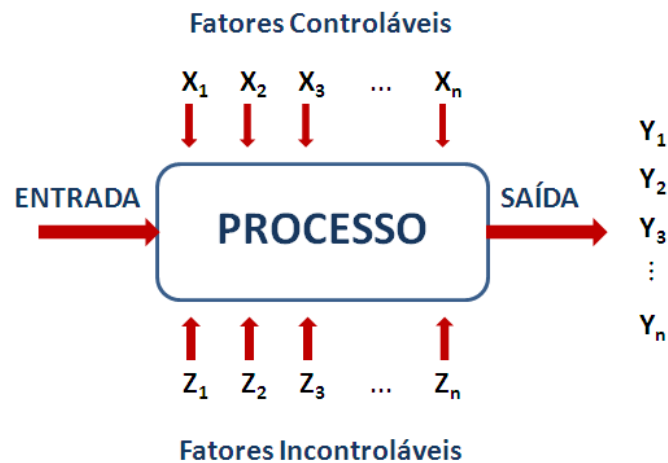 Fatores Controláveis
X₁ X₂ X₃ ... Xₙ
Y₁
Y₂
ENTRADA
PROCESSO
SAÍDA
Y₃
⋮
Yₙ
Z₁ Z₂ Z₃ ... Zₙ
Fatores Incontroláveis